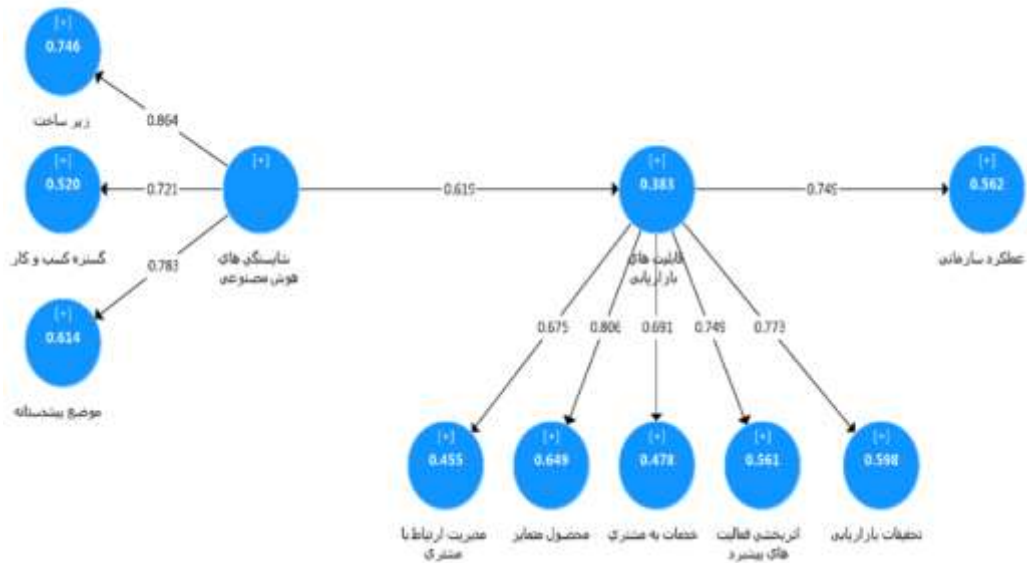 [+]
0.746
زیر ساخت
0.864
[+]
0.520
گستره کسب و کار
0.721
[+]
0.614
موضع پیشدستانه
0.783
[+]
شایستگی های
هوش مصنوعی
0.619
[+]
0.383
قابلیت های
بازاریابی
0.749
[+]
0.562
عملکرد سازمانی
0.675
0.806
0.691
0.749
0.773
[+]
0.455
مدیریت ارتباط با
مشتری
[+]
0.649
محصول متمایز
[+]
0.478
خدمات به مشتری
[+]
0.561
اثربخشی فعالیت
های پیشبرد
[+]
0.598
تحقیقات بازاریابی